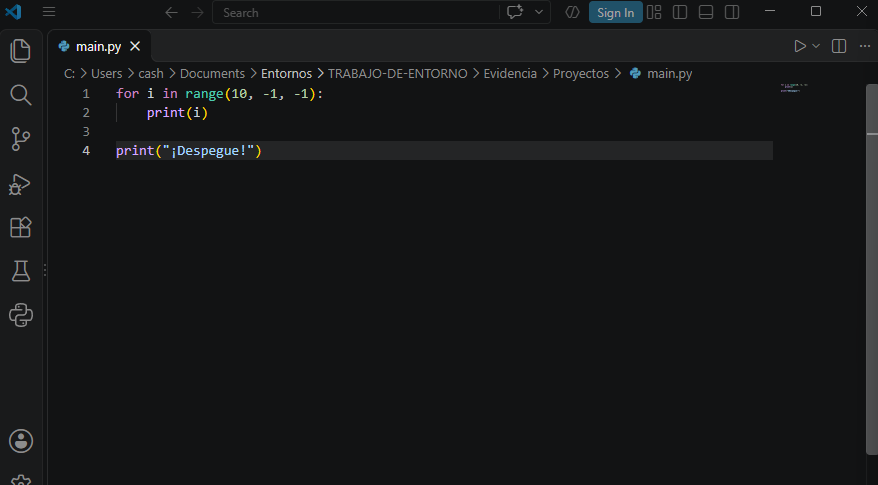 Search
Sign In
main.py
C: > Users > cash > Documents > Entornos > TRABAJO-DE-ENTORNO > Evidencia > Proyectos > main.py
1 for i in range(10, -1, -1):
2 print(i)
3
4 print("¡Despegue!")